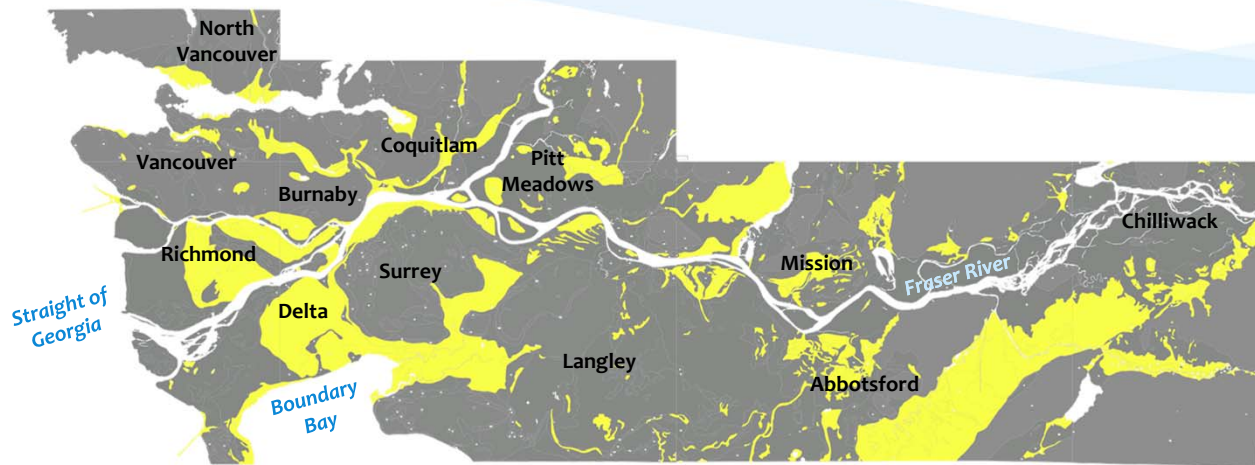 North
Vancouver
Coquitlam
Vancouver
Pitt
Meadows
Burnaby
Chilliwack
Richmond
Surrey
Mission
Fraser River
Straight of
Georgia
Delta
Langley
Abbotsford
Boundary
Bay